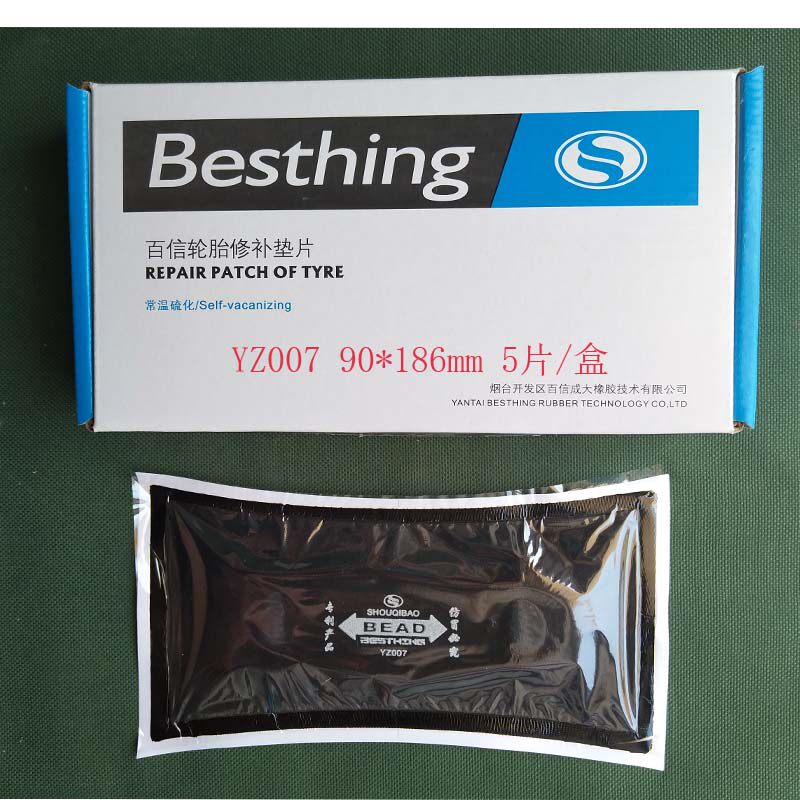 Besthing
百信轮胎修补垫片
REPAIR PATCH OF TYRE
常温硫化/Self-vacanizing
YZ007 90*186mm 5片/盒
烟台开发区百信成大橡胶技术有限公司
YANTAI BESTHING RUBBER TECHNOLOGY CO,LTD
SHOUQIBAO
专利产品
BEAD
仿冒必究
BESTHING
YZ007